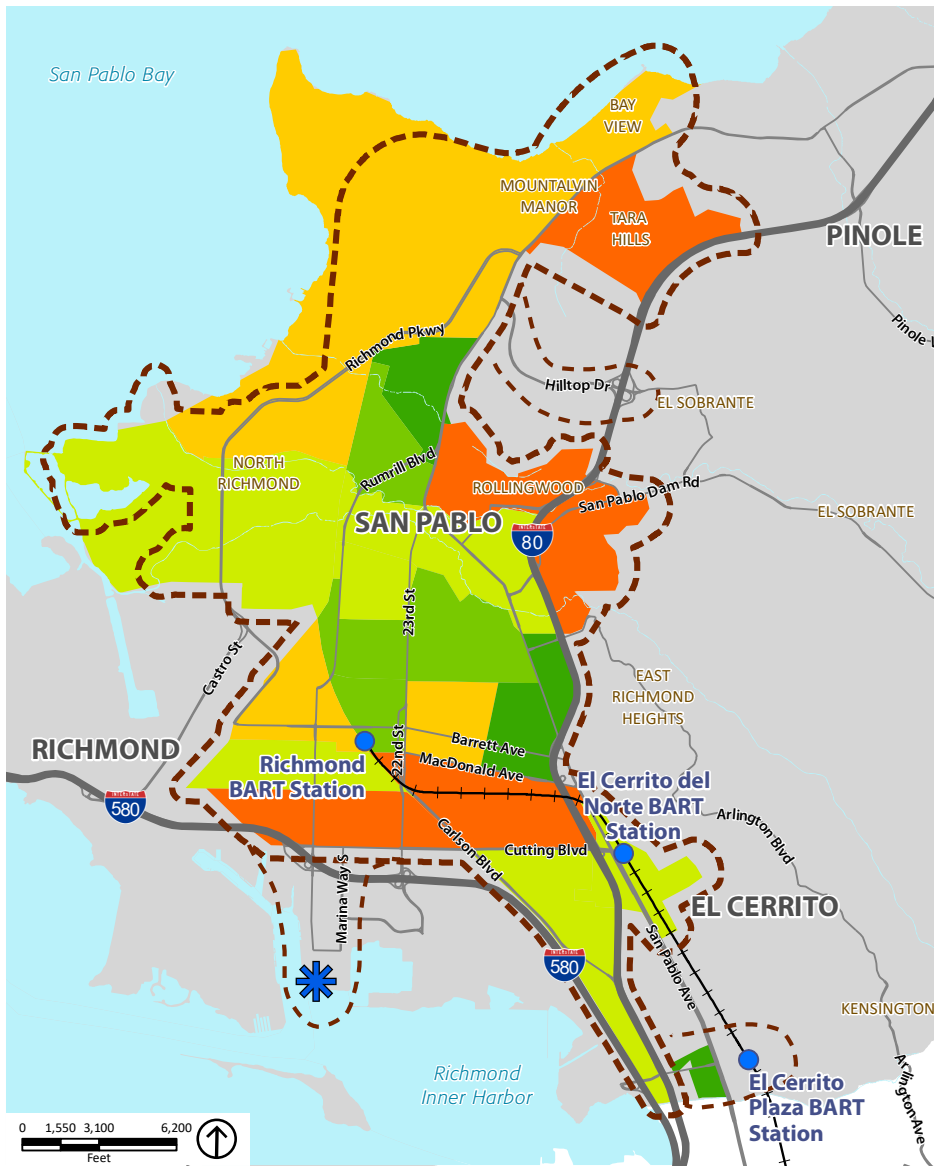 San Pablo Bay
BAY
VIEW
MOUNTALVIN
MANOR
TARA
HILLS
PINOLE
Pinole V
Richmond Pkwy
Hilltop Dr
EL SOBRANTE
NORTH
RICHMOND
Rumrill Blvd
ROLLINGWOOD
San Pablo Dam Rd
EL SOBRANTE
SAN PABLO
INTERSTATE
80
23rd St
Castro St
EAST
RICHMOND
HEIGHTS
RICHMOND
Richmond
BART Station
22nd St
Barrett Ave
MacDonald Ave
El Cerrito del
Norte BART
Station
INTERSTATE
580
Arlington Blvd
Carlson Blvd
Cutting Blvd
Marina Way S
EL CERRITO
San Pablo Ave
INTERSTATE
580
KENSINGTON
Arlington Ave
Richmond
Inner Harbor
El Cerrito
Plaza BART
Station
0 1,550 3,100 6,200
Feet